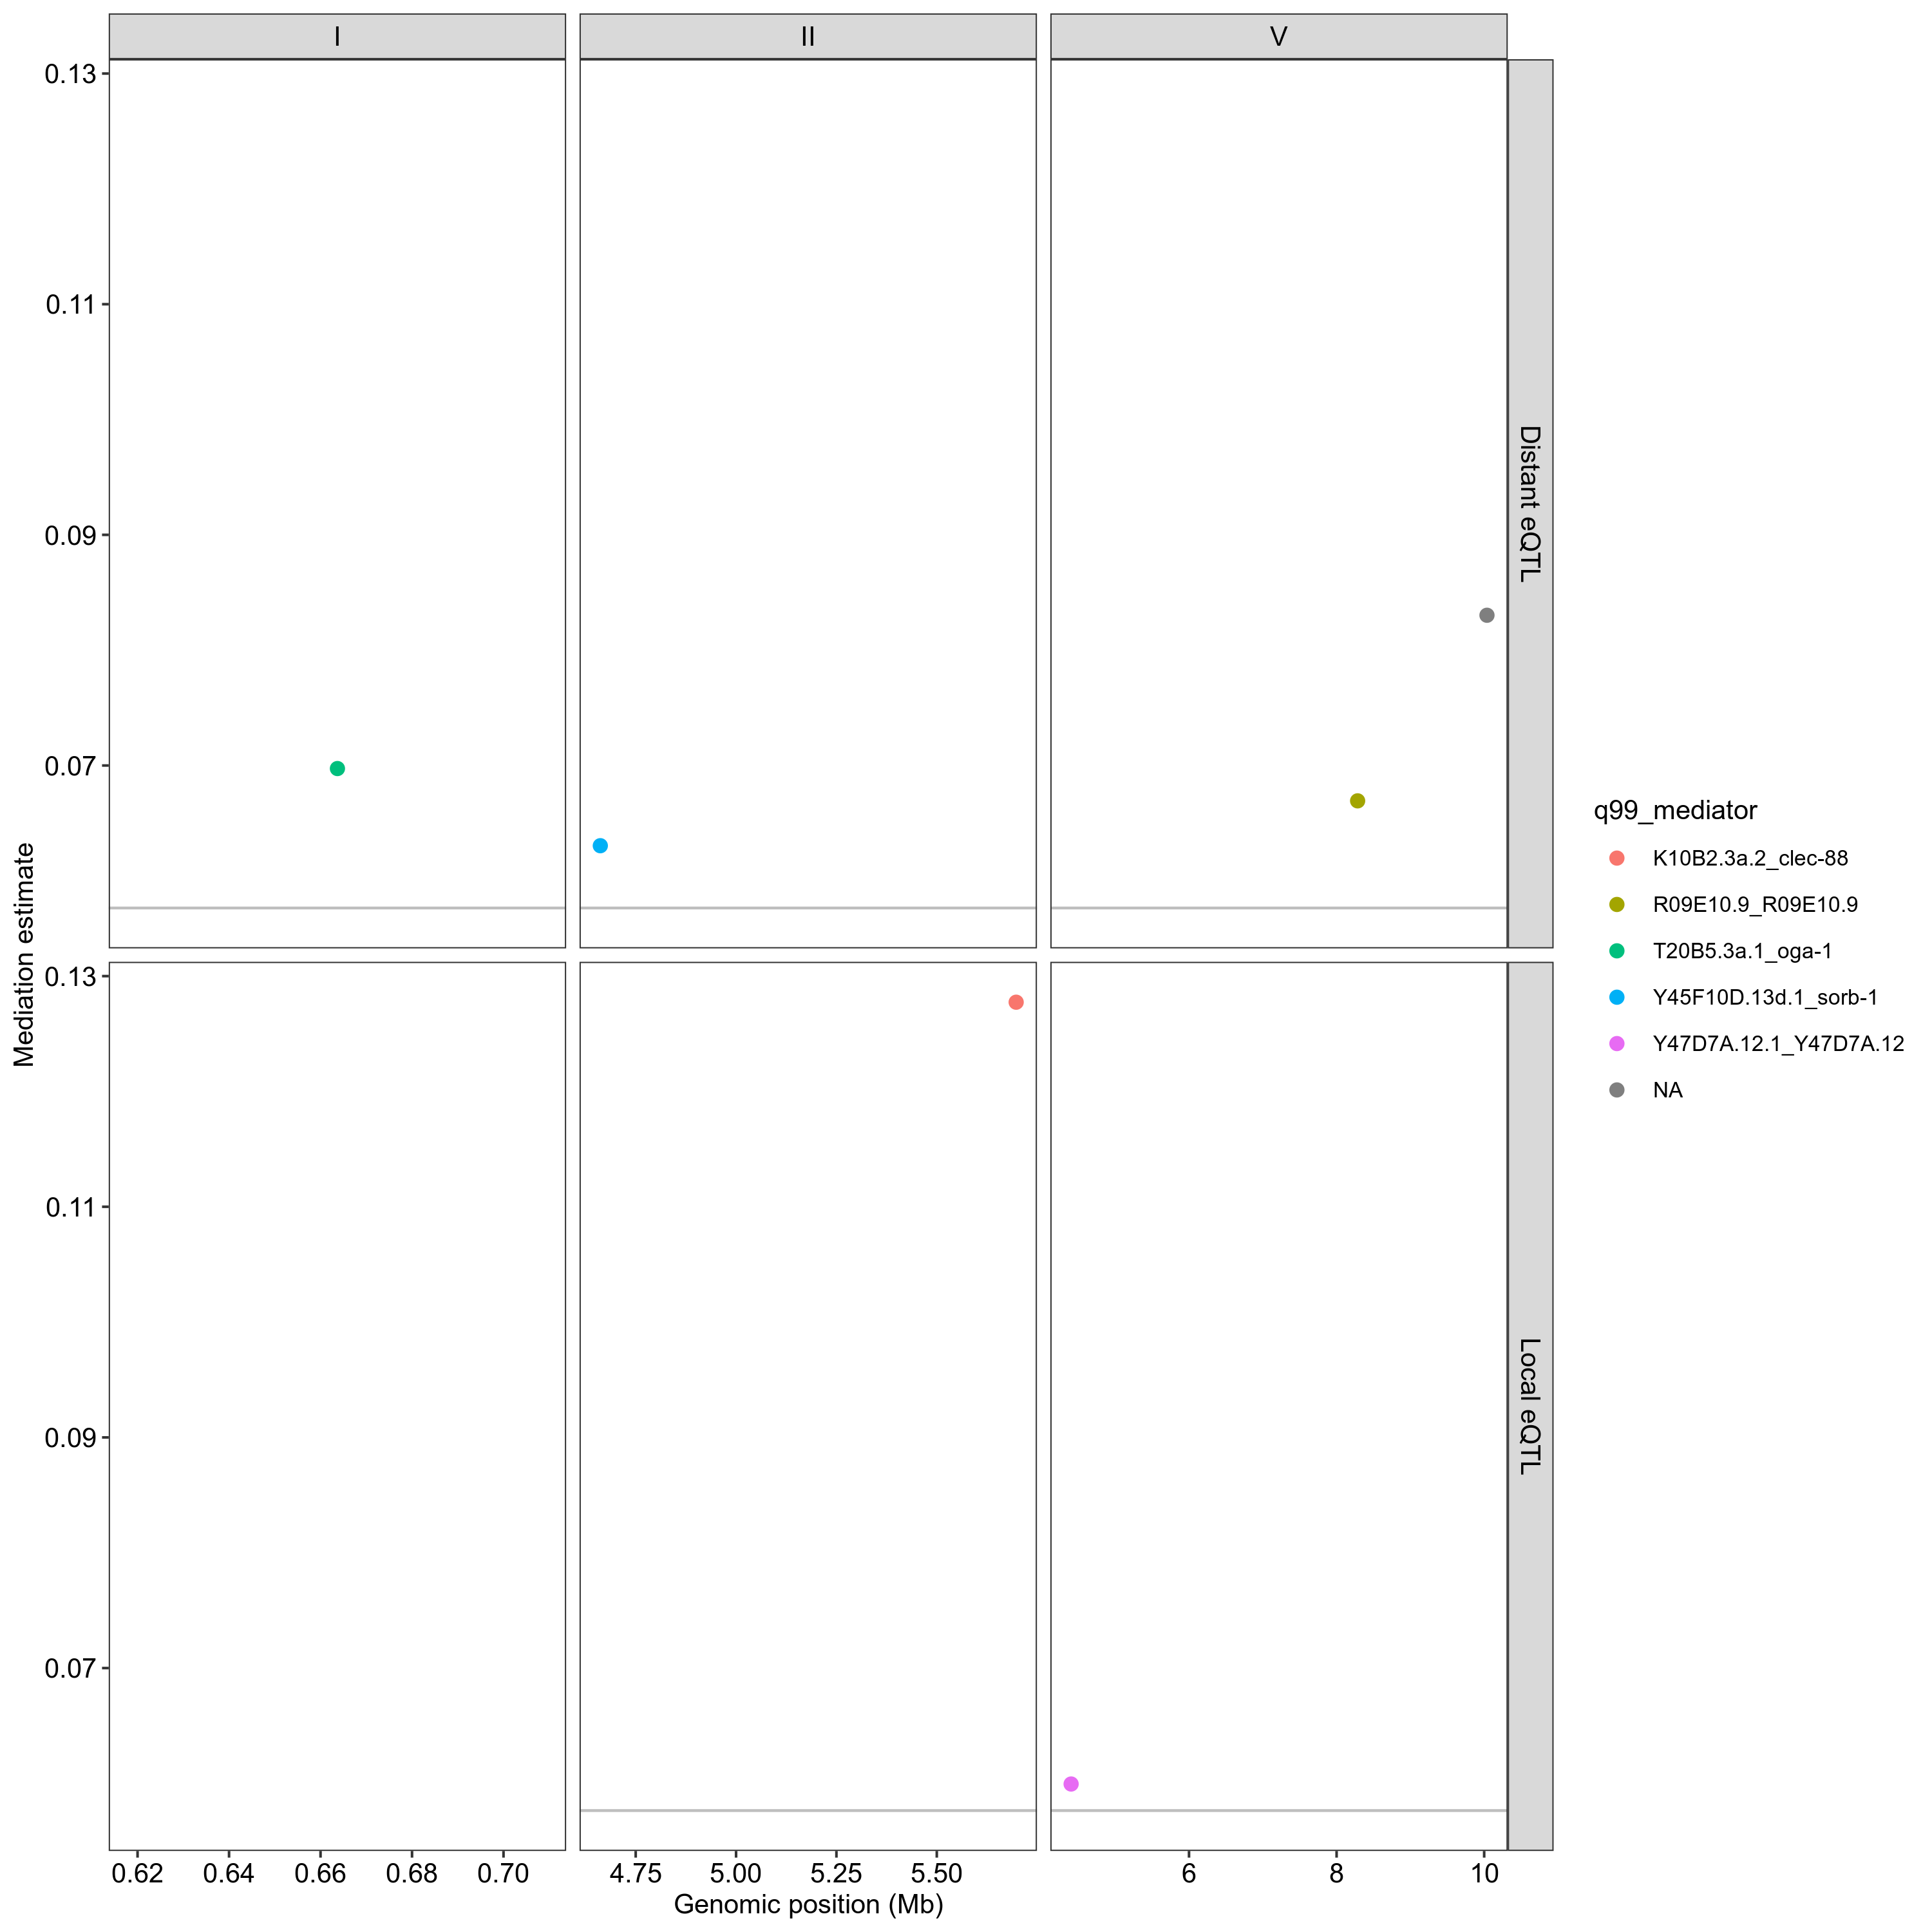 I
II
V
0.13
0.11
0.09
0.07
Distant eQTL
Mediation estimate
0.13
0.11
0.09
0.07
Local eQTL
0.62 0.64 0.66 0.68 0.70
4.75 5.00 5.25 5.50
6 8 10
Genomic position (Mb)
q99_mediator
K10B2.3a.2_clec-88
R09E10.9_R09E10.9
T20B5.3a.1_oga-1
Y45F10D.13d.1_sorb-1
Y47D7A.12.1_Y47D7A.12
NA